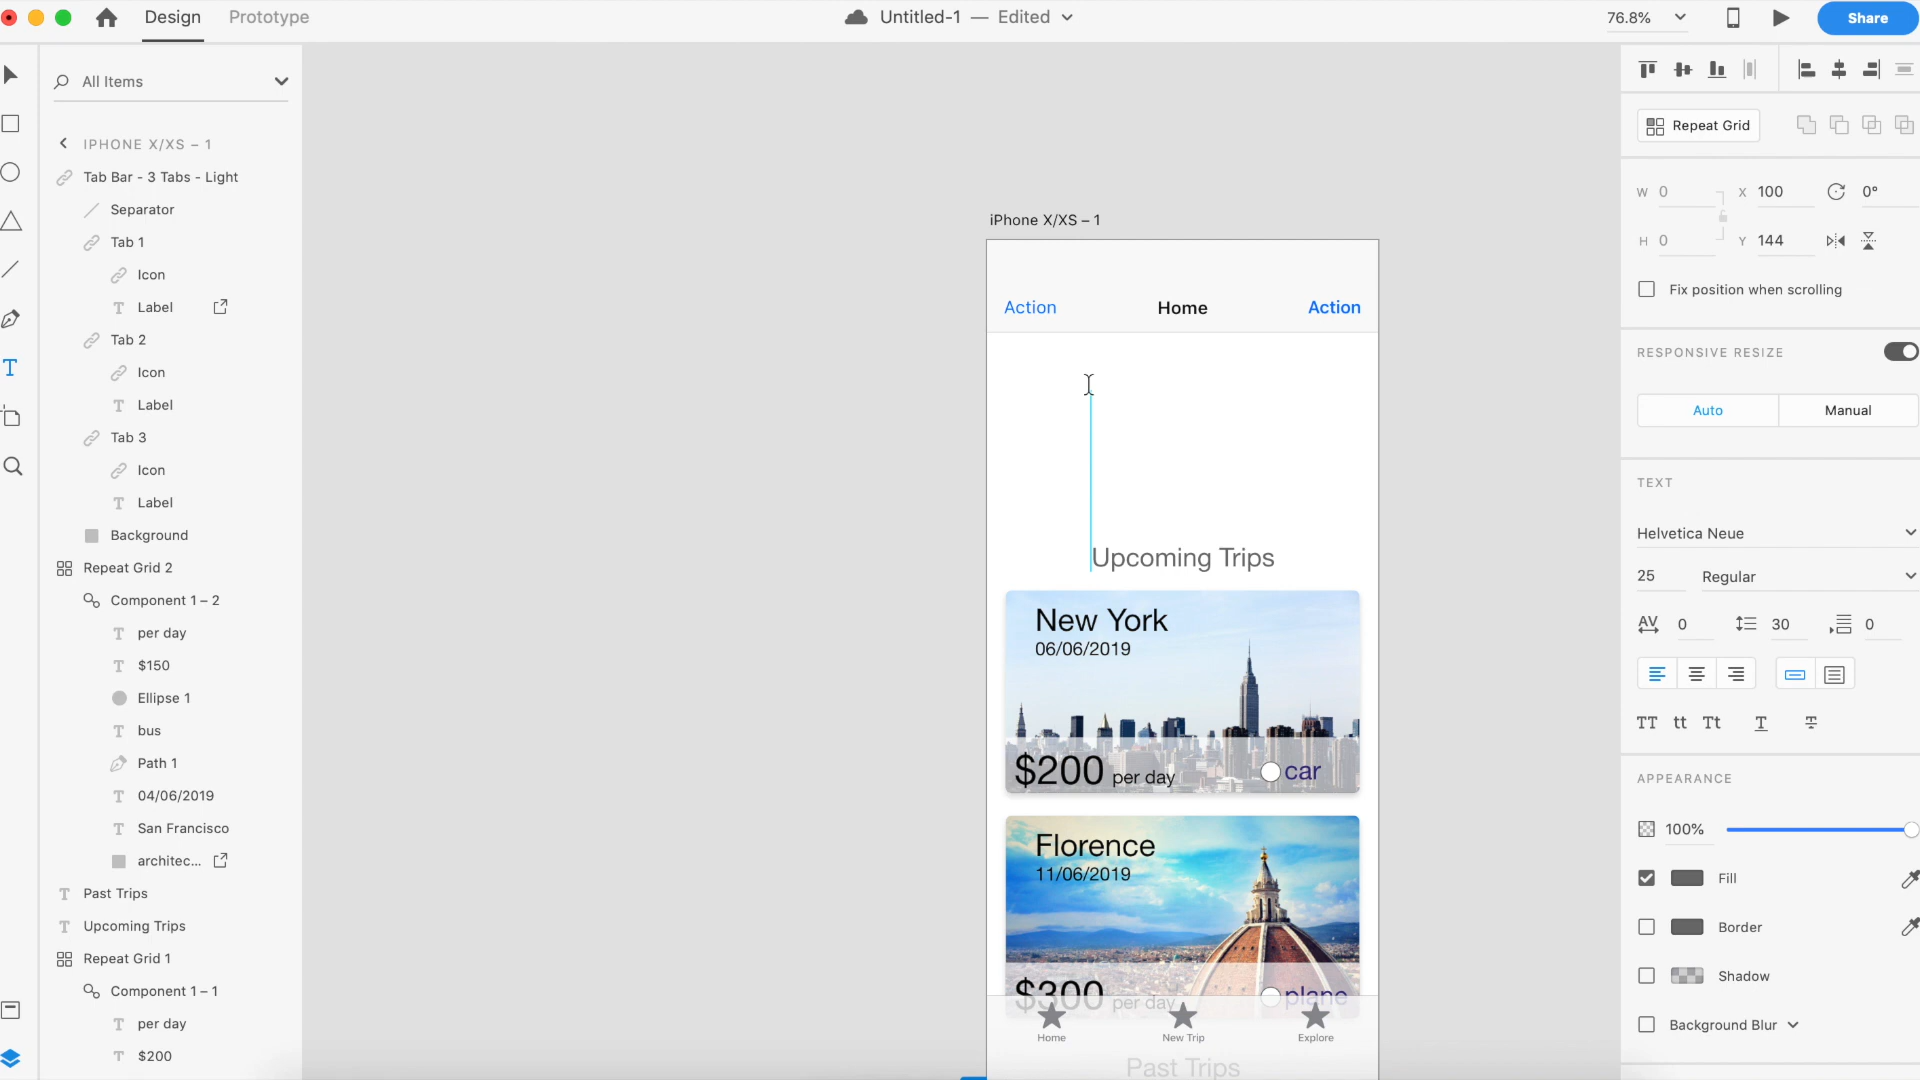 Design
Prototype
Untitled-1 — Edited
76.8%
Share
All Items
IPHONE X/XS – 1
Tab Bar - 3 Tabs - Light
Separator
Tab 1
Icon
Label
Tab 2
Icon
Label
Tab 3
Icon
Label
Background
Repeat Grid 2
Component 1 – 2
per day
$150
Ellipse 1
bus
Path 1
04/06/2019
San Francisco
architec...
Past Trips
Upcoming Trips
Repeat Grid 1
Component 1 – 1
per day
$200
iPhone X/XS – 1
Action
Home
Action
Upcoming Trips
New York
06/06/2019
$200 per day
car
Florence
11/06/2019
$300 per day
plane
Home
New Trip
Explore
Past Trips
Repeat Grid
W 0
X 100
0°
H 0
Y 144
Fix position when scrolling
RESPONSIVE RESIZE
Auto
Manual
TEXT
Helvetica Neue
25
Regular
AV 0
30
0
TT tt Tt T T
APPEARANCE
100%
Fill
Border
Shadow
Background Blur